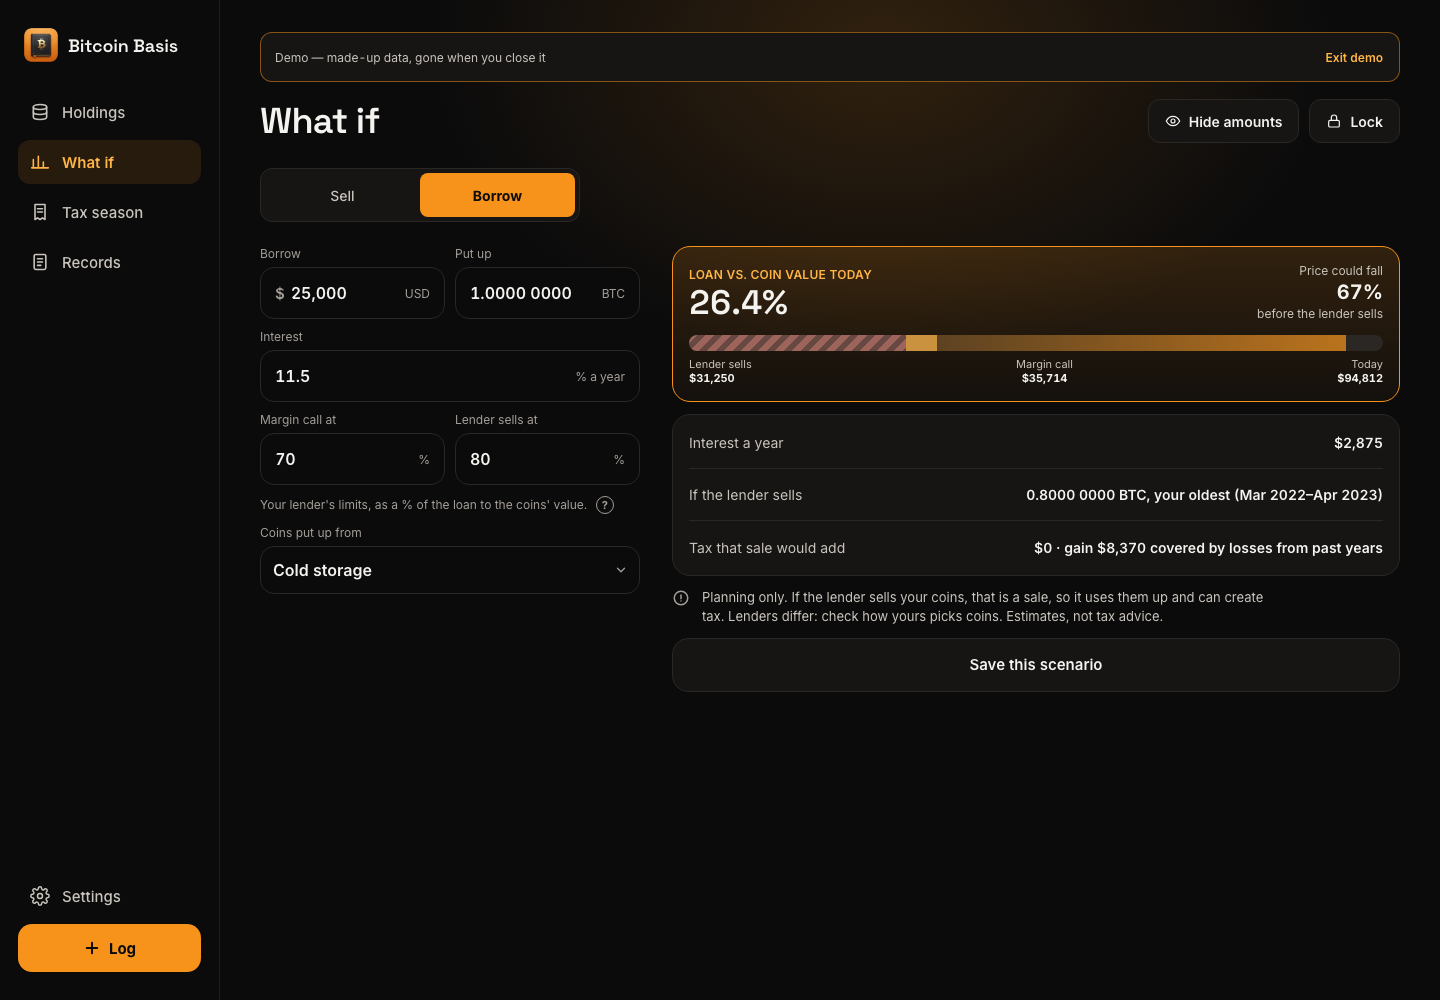 Bitcoin Basis
Holdings
What if
Tax season
Records
Settings
Log
Demo — made-up data, gone when you close it
Exit demo
What if
Hide amounts
Lock
Sell
Borrow
Borrow
Put up
$ 25,000 USD
1.0000 0000 BTC
Interest
11.5 % a year
Margin call at
Lender sells at
70 %
80 %
Your lender's limits, as a % of the loan to the coins' value. ?
Coins put up from
Cold storage
LOAN VS. COIN VALUE TODAY
26.4%
Price could fall
67%
before the lender sells
Lender sells
$31,250
Margin call
$35,714
Today
$94,812
Interest a year
$2,875
If the lender sells
0.8000 0000 BTC, your oldest (Mar 2022–Apr 2023)
Tax that sale would add
$0 · gain $8,370 covered by losses from past years
Planning only. If the lender sells your coins, that is a sale, so it uses them up and can create
tax. Lenders differ: check how yours picks coins. Estimates, not tax advice.
Save this scenario